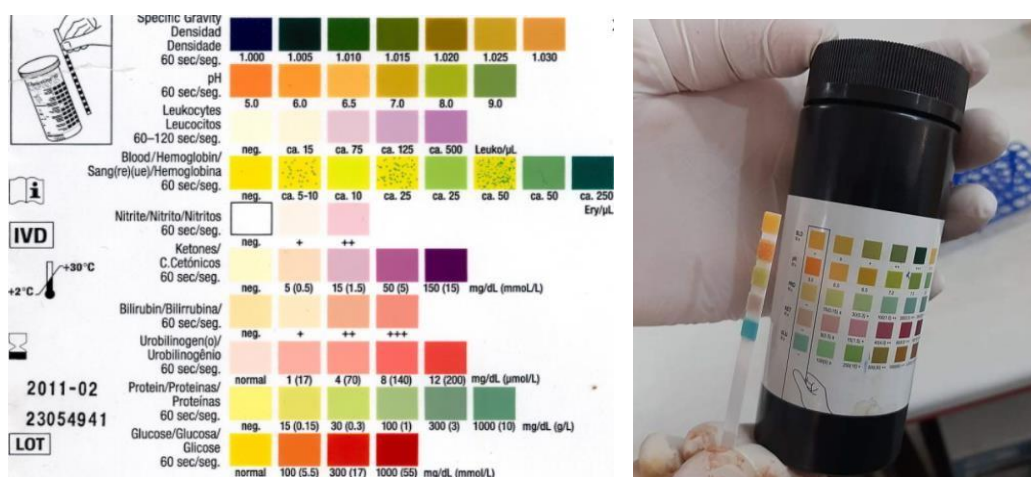 Specific Gravity
Densidad
Densidade
60 sec/seg.
1.000 1.005 1.010 1.015 1.020 1.025 1.030
pH
60 sec/seg.
5.0 6.0 6.5 7.0 8.0 9.0
Leukocytes
Leucocitos
60–120 sec/seg.
neg. ca. 15 ca. 75 ca. 125 ca. 500 Leuko/µL
Blood/Hemoglobin/
Sang(re)(ue)/Hemoglobina
60 sec/seg.
neg. ca. 5-10 ca. 10 ca. 25 ca. 25 ca. 50 ca. 50 ca. 250
Ery/µL
Nitrite/Nitrito/Nitritos
60 sec/seg.
neg. + ++
Ketones/
C.Cetónicos
60 sec/seg.
neg. 5 (0.5) 15 (1.5) 50 (5) 150 (15) mg/dL (mmoL/L)
Bilirubin/Bilirrubina/
60 sec/seg.
neg. + ++ +++
Urobilinogen(o)/
Urobilinogênio
60 sec/seg.
normal 1 (17) 4 (70) 8 (140) 12 (200) mg/dL (µmol/L)
Protein/Proteinas/
Proteínas
60 sec/seg.
neg. 15 (0.15) 30 (0.3) 100 (1) 300 (3) 1000 (10) mg/dL (g/L)
Glucose/Glucosa/
Glicose
60 sec/seg.
normal 100 (5.5) 300 (17) 1000 (55) mg/dL (mmol/L)
i
IVD
+30°C
+2°C
2011-02
23054941
LOT